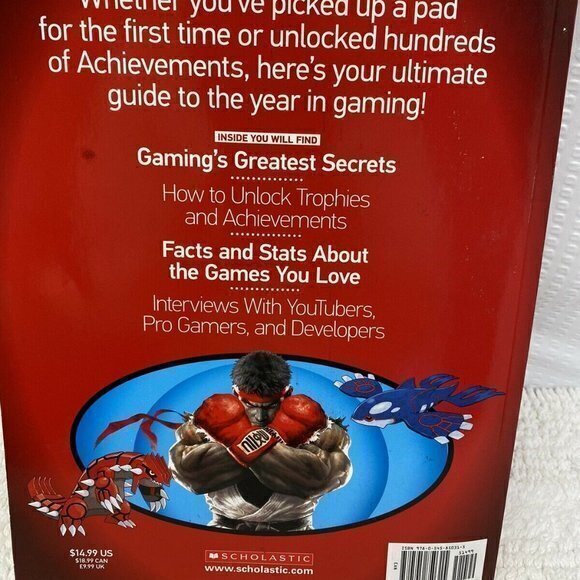 Whether you've picked up a pad
for the first time or unlocked hundreds
of Achievements, here's your ultimate
guide to the year in gaming!
INSIDE YOU WILL FIND
Gaming's Greatest Secrets
How to Unlock Trophies
and Achievements
Facts and Stats About
the Games You Love
Interviews With YouTubers,
Pro Gamers, and Developers
$14.99 US
$18.99 CAN
£9.99 UK
SCHOLASTIC
www.scholastic.com